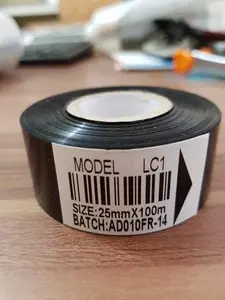 MODEL LC1
SIZE:25mmX100m
BATCH:AD010FR-14